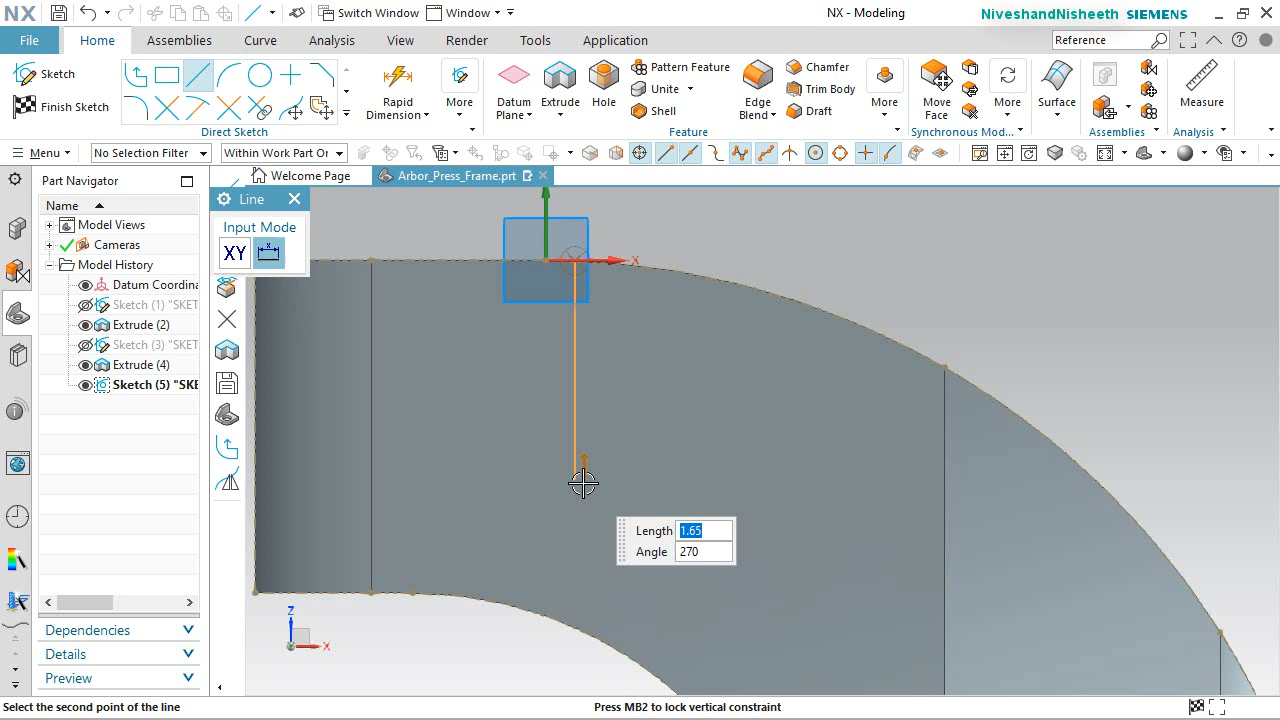 NX
Switch Window
Window
NX - Modeling
NiveshandNisheeth SIEMENS
File
Home
Assemblies
Curve
Analysis
View
Render
Tools
Application
Reference
Sketch
Finish Sketch
Direct Sketch
Rapid
Dimension
More
Datum
Plane
Extrude
Hole
Pattern Feature
Unite
Shell
Edge
Blend
Chamfer
Trim Body
Draft
More
Feature
Move
Face
More
Synchronous Mod...
Surface
Assemblies
Measure
Analysis
Menu
No Selection Filter
Within Work Part Or
Part Navigator
Welcome Page
Arbor_Press_Frame.prt
Name
Model Views
Cameras
Model History
Datum Coordina
Sketch (1) "SKET
Extrude (2)
Sketch (3) "SKET
Extrude (4)
Sketch (5) "SKE
Line
Input Mode
XY
X
Length 1.65
Angle 270
Z
X
Dependencies
Details
Preview
Select the second point of the line
Press MB2 to lock vertical constraint